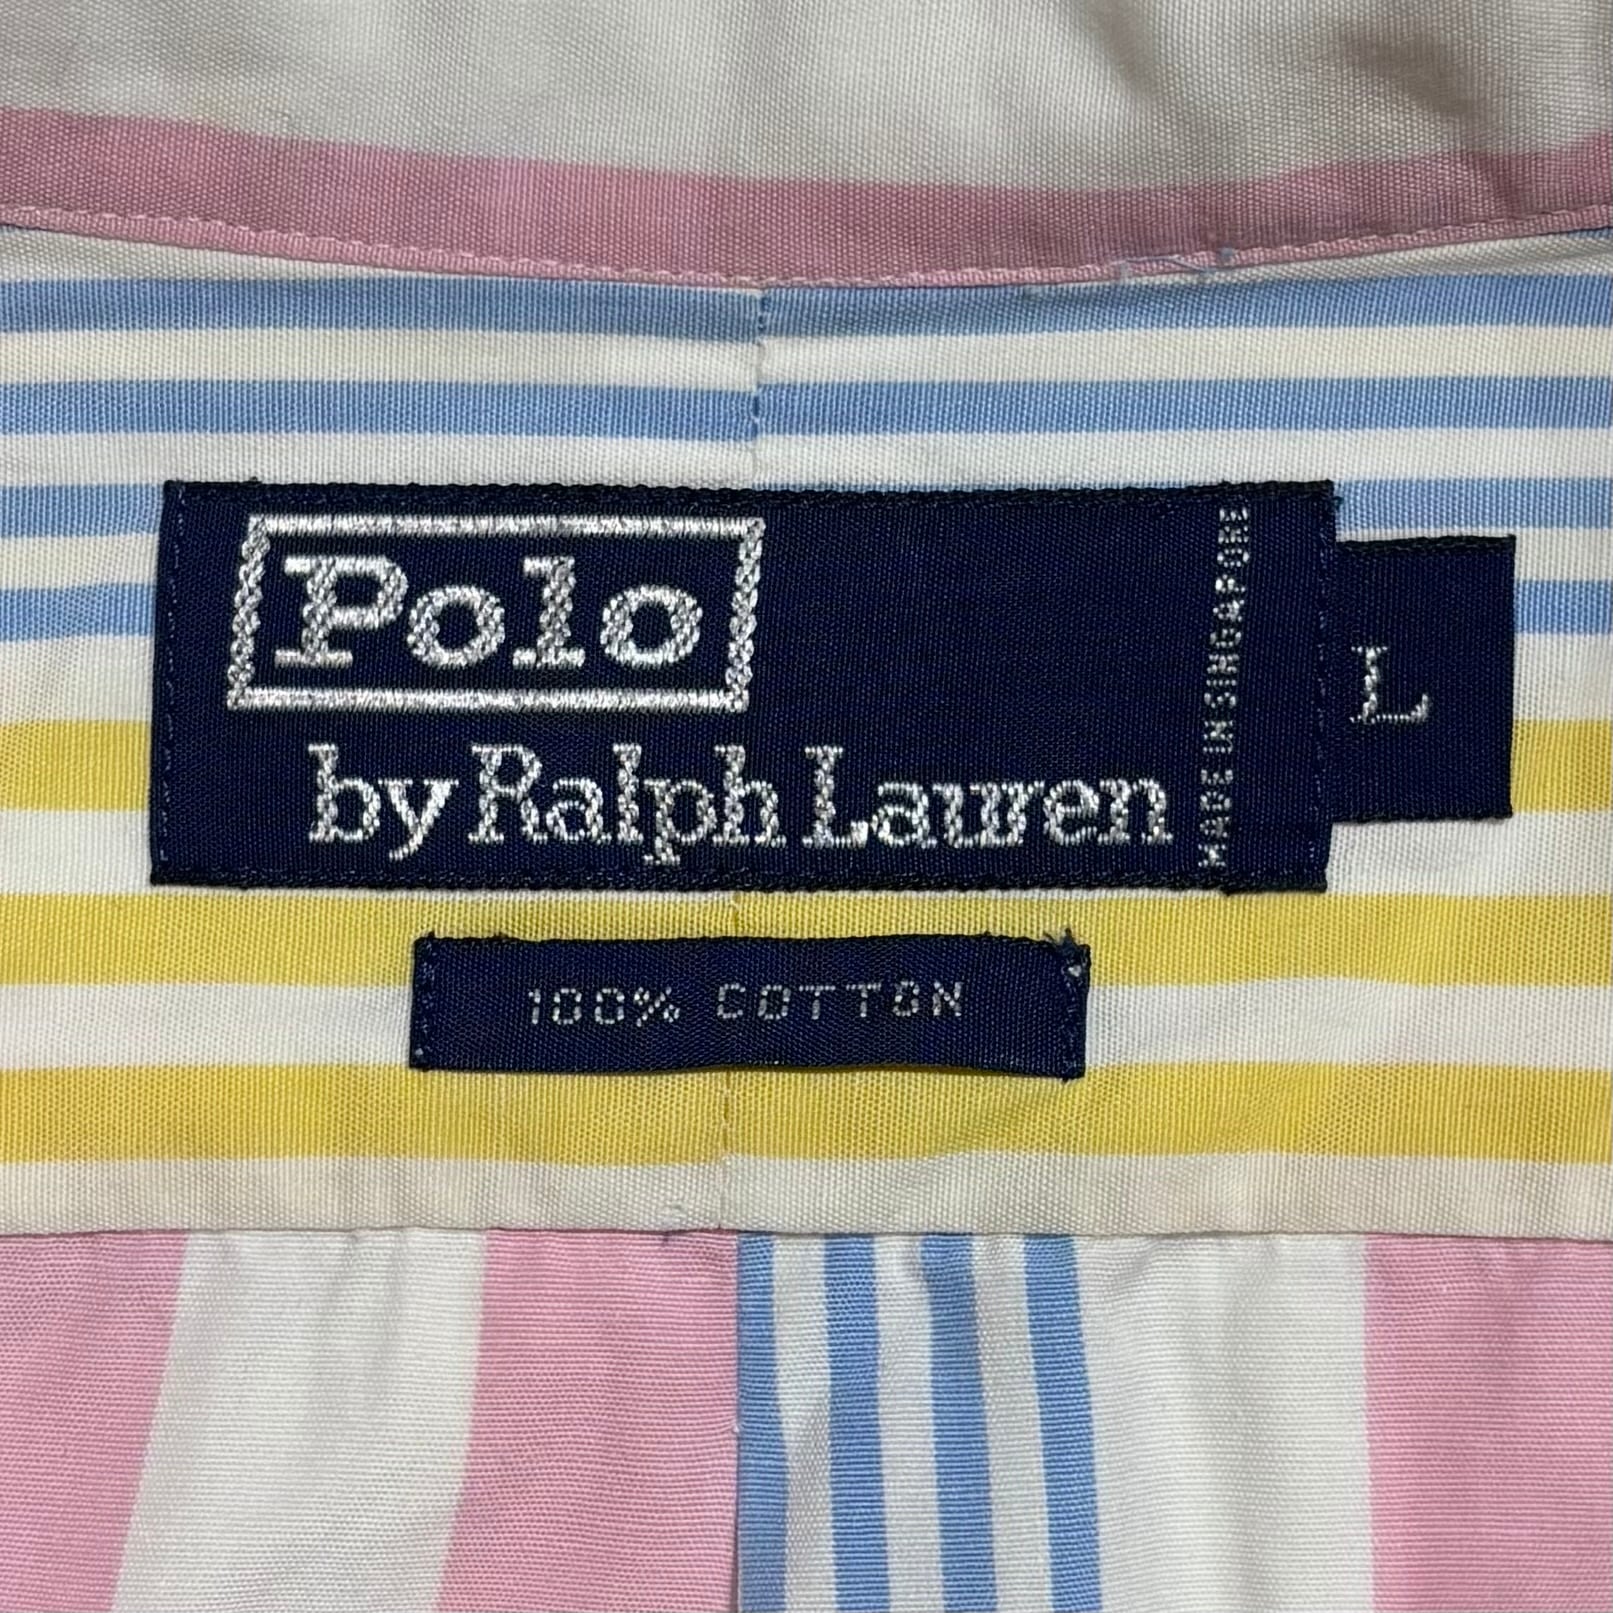 Polo
by Ralph Lauren
MADE IN SINGAPORE
L
100% COTTON